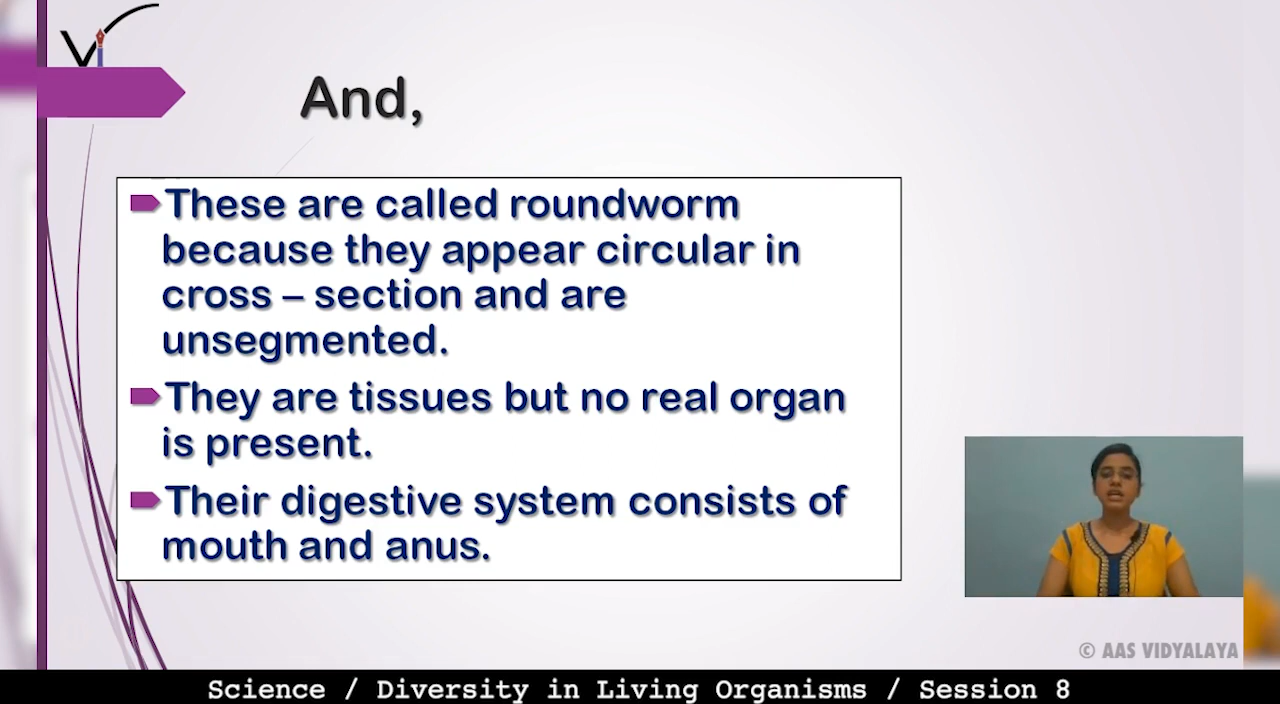 Vi
And,
These are called roundworm
because they appear circular in
cross – section and are
unsegmented.
They are tissues but no real organ
is present.
Their digestive system consists of
mouth and anus.
© AAS VIDYALAYA
Science / Diversity in Living Organisms / Session 8